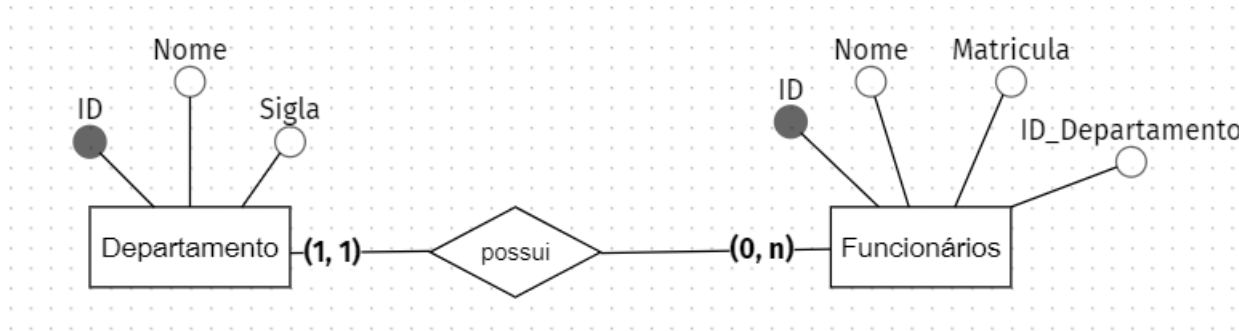 Nome
ID
Sigla
Departamento
(1, 1)
possui
(0, n)
Nome
Matricula
ID
ID_Departamento
Funcionários